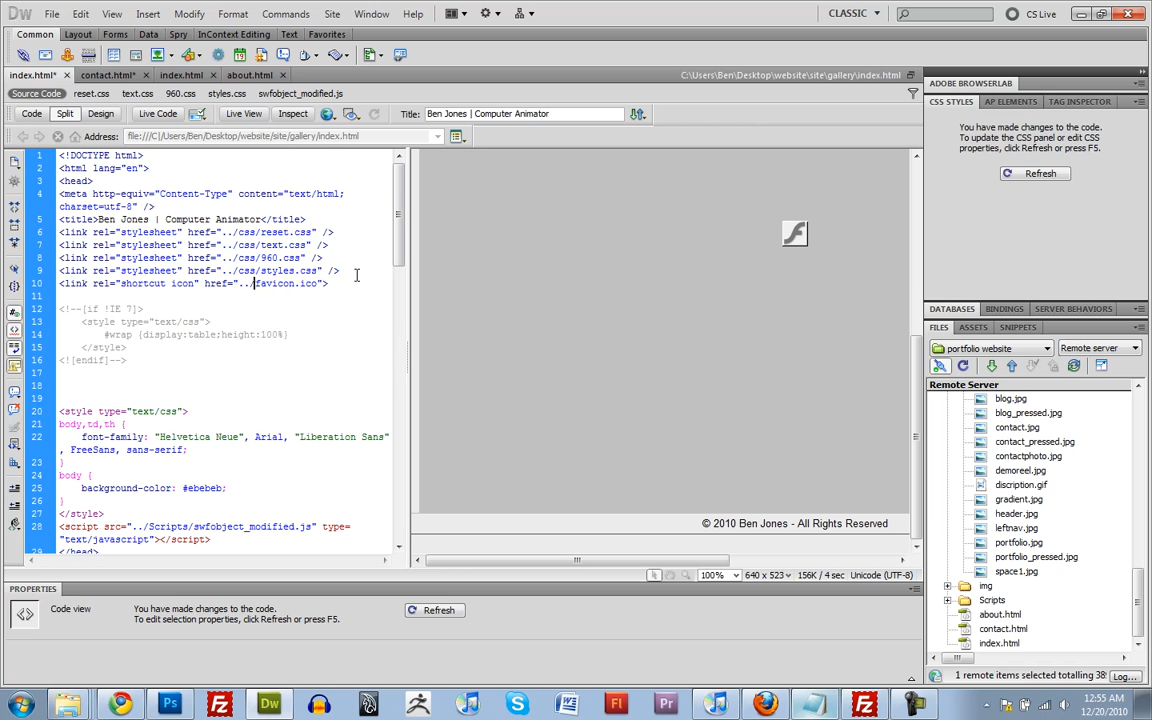 Dw File Edit View Insert Modify Format Commands Site Window Help CLASSIC CS Live
Common Layout Forms Data Spry InContext Editing Text Favorites
index.html* contact.html* index.html about.html C:\Users\Ben\Desktop\website\site\gallery\index.html
Source Code reset.css text.css 960.css styles.css swfobject_modified.js
Code Split Design Live Code Live View Inspect Title: Ben Jones | Computer Animator
Address: file:///C|/Users/Ben/Desktop/website/site/gallery/index.html
1 <!DOCTYPE html>
2 <html lang="en">
3 <head>
4 <meta http-equiv="Content-Type" content="text/html;
charset=utf-8" />
5 <title>Ben Jones | Computer Animator</title>
6 <link rel="stylesheet" href="../css/reset.css" />
7 <link rel="stylesheet" href="../css/text.css" />
8 <link rel="stylesheet" href="../css/960.css" />
9 <link rel="stylesheet" href="../css/styles.css" />
10 <link rel="shortcut icon" href="../favicon.ico">
11
12 <!--[if !IE 7]>
13 <style type="text/css">
14 #wrap {display:table;height:100%}
15 </style>
16 <![endif]-->
17
18
19
20 <style type="text/css">
21 body,td,th {
22 font-family: "Helvetica Neue", Arial, "Liberation Sans"
, FreeSans, sans-serif;
23 }
24 body {
25 background-color: #ebebeb;
26 }
27 </style>
28 <script src="../Scripts/swfobject_modified.js" type=
"text/javascript"></script>
29 </head>
© 2010 Ben Jones - All Rights Reserved
100% 640 x 523 156K / 4 sec Unicode (UTF-8)
PROPERTIES
Code view
You have made changes to the code.
To edit selection properties, click Refresh or press F5.
Refresh
ADOBE BROWSERLAB
CSS STYLES AP ELEMENTS TAG INSPECTOR
You have made changes to the code.
To update the CSS panel or edit CSS
properties, click Refresh or press F5.
Refresh
DATABASES BINDINGS SERVER BEHAVIORS
FILES ASSETS SNIPPETS
portfolio website Remote server
Remote Server
blog.jpg
blog_pressed.jpg
contact.jpg
contact_pressed.jpg
contactphoto.jpg
demoreel.jpg
discription.gif
gradient.jpg
header.jpg
leftnav.jpg
portfolio.jpg
portfolio_pressed.jpg
space1.jpg
img
Scripts
about.html
contact.html
index.html
1 remote items selected totalling 38 Log...
Ps Fz Dw Fl Pr Fz
12:55 AM
12/20/2010